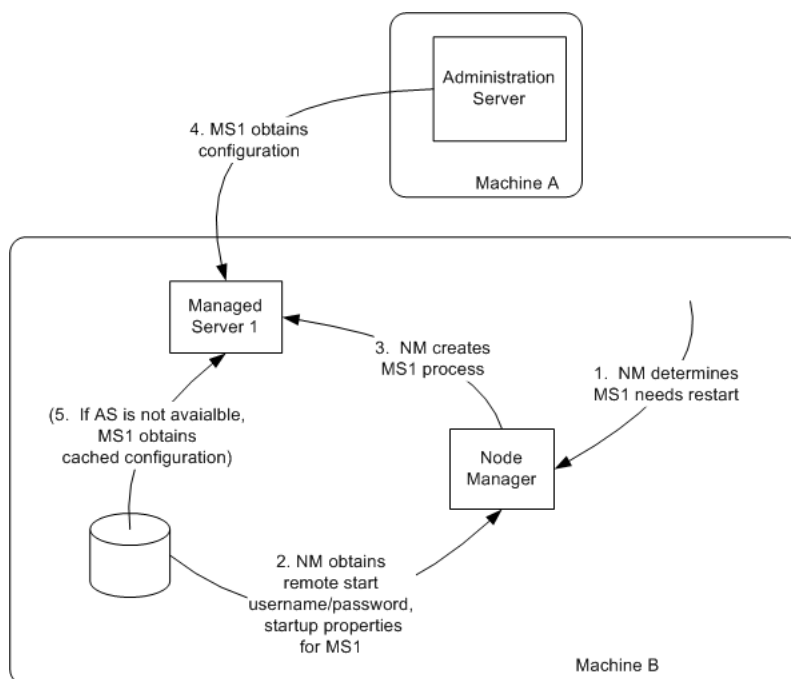 Administration
Server
Machine A
4. MS1 obtains
configuration
Managed
Server 1
3. NM creates
MS1 process
1. NM determines
MS1 needs restart
(5. If AS is not avaialble,
MS1 obtains
cached configuration)
Node
Manager
2. NM obtains
remote start
username/password,
startup properties
for MS1
Machine B